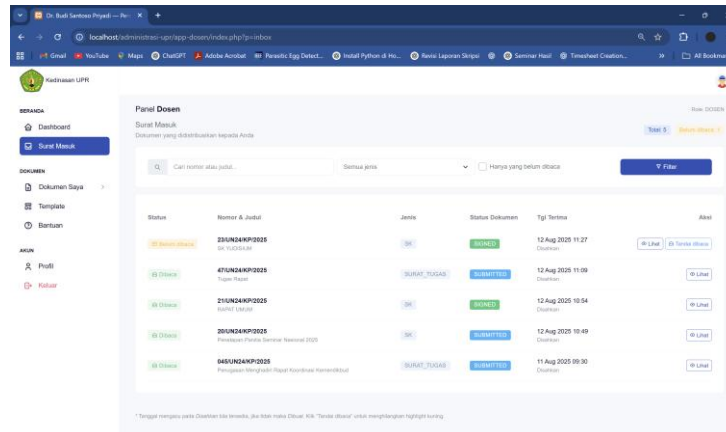 Dr. Budi Santoso Priyadi — Per
localhost/administrasi-upr/app-dosen/index.php?p=inbox
Gmail YouTube Maps ChatGPT Adobe Acrobat Parasitic Egg Detect... Install Python di Ho... Revisi Laporan Skripsi Seminar Hasil Timesheet Creation... » All Bookma
Kedinasan UPR
BERANDA
Dashboard
Surat Masuk
DOKUMEN
Dokumen Saya
Template
Bantuan
AKUN
Profil
Keluar
Panel Dosen
Role: DOSEN
Surat Masuk
Dokumen yang didistribusikan kepada Anda
Total: 5 Belum dibaca: 1
Cari nomor atau judul... Semua jenis Hanya yang belum dibaca Filter
Status Nomor & Judul Jenis Status Dokumen Tgl Terima Aksi
Belum dibaca 23/UN24/KP/2025 SK SIGNED 12 Aug 2025 11:27 Lihat Tandai dibaca
SK YUDISIUM Disahkan
Dibaca 47/UN24/KP/2025 SURAT_TUGAS SUBMITTED 12 Aug 2025 11:09 Lihat
Tugas Rapat Disahkan
Dibaca 21/UN24/KP/2025 SK SIGNED 12 Aug 2025 10:54 Lihat
RAPAT UMUM Disahkan
Dibaca 20/UN24/KP/2025 SK SUBMITTED 12 Aug 2025 10:49 Lihat
Penetapan Panitia Seminar Nasional 2025 Disahkan
Dibaca 045/UN24/KP/2025 SURAT_TUGAS SUBMITTED 11 Aug 2025 09:30 Lihat
Penugasan Menghadiri Rapat Koordinasi Kemendikbud Disahkan
* Tanggal mengacu pada Disahkan bila tersedia, jika tidak maka Dibuat. Klik "Tandai dibaca" untuk menghilangkan highlight kuning.